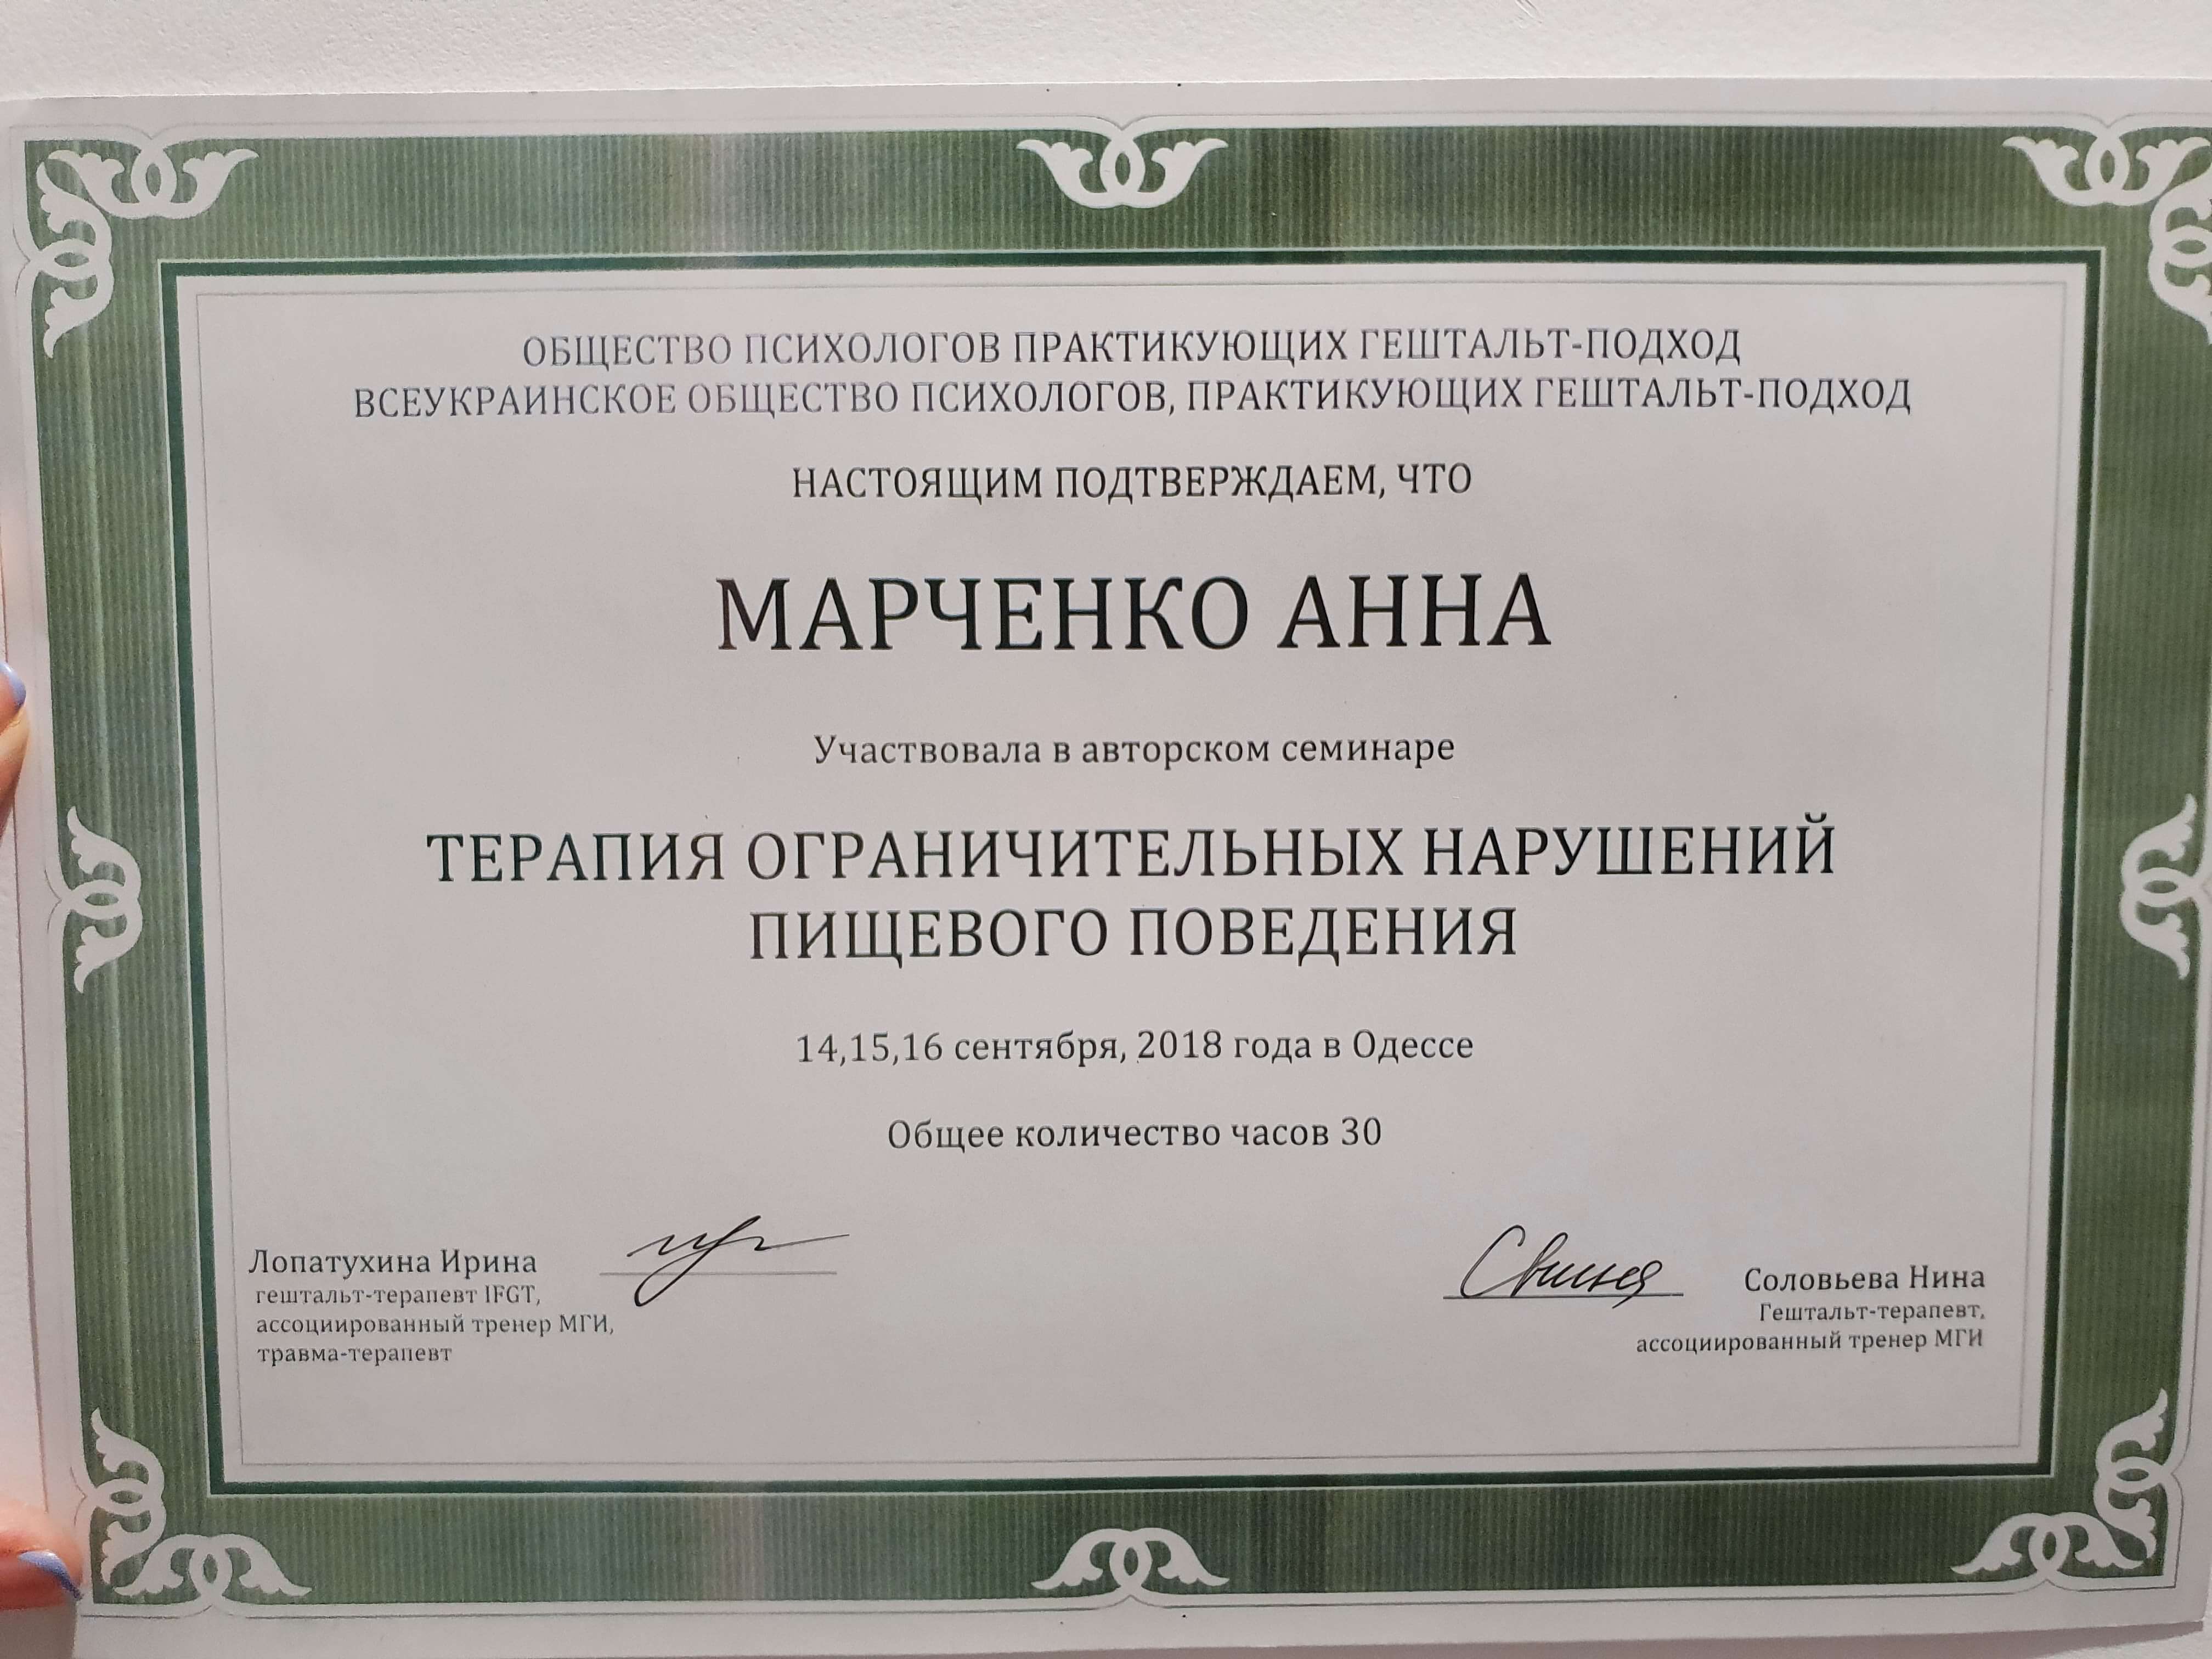 ОБЩЕСТВО ПСИХОЛОГОВ ПРАКТИКУЮЩИХ ГЕШТАЛЬТ-ПОДХОД
ВСЕУКРАИНСКОЕ ОБЩЕСТВО ПСИХОЛОГОВ, ПРАКТИКУЮЩИХ ГЕШТАЛЬТ-ПОДХОД
НАСТОЯЩИМ ПОДТВЕРЖДАЕМ, ЧТО
МАРЧЕНКО АННА
Участвовала в авторском семинаре
ТЕРАПИЯ ОГРАНИЧИТЕЛЬНЫХ НАРУШЕНИЙ
ПИЩЕВОГО ПОВЕДЕНИЯ
14,15,16 сентября, 2018 года в Одессе
Общее количество часов 30
Лопатухина Ирина
гештальт-терапевт IFGT,
ассоциированный тренер МГИ,
травма-терапевт
Соловьева Нина
Гештальт-терапевт,
ассоциированный тренер МГИ